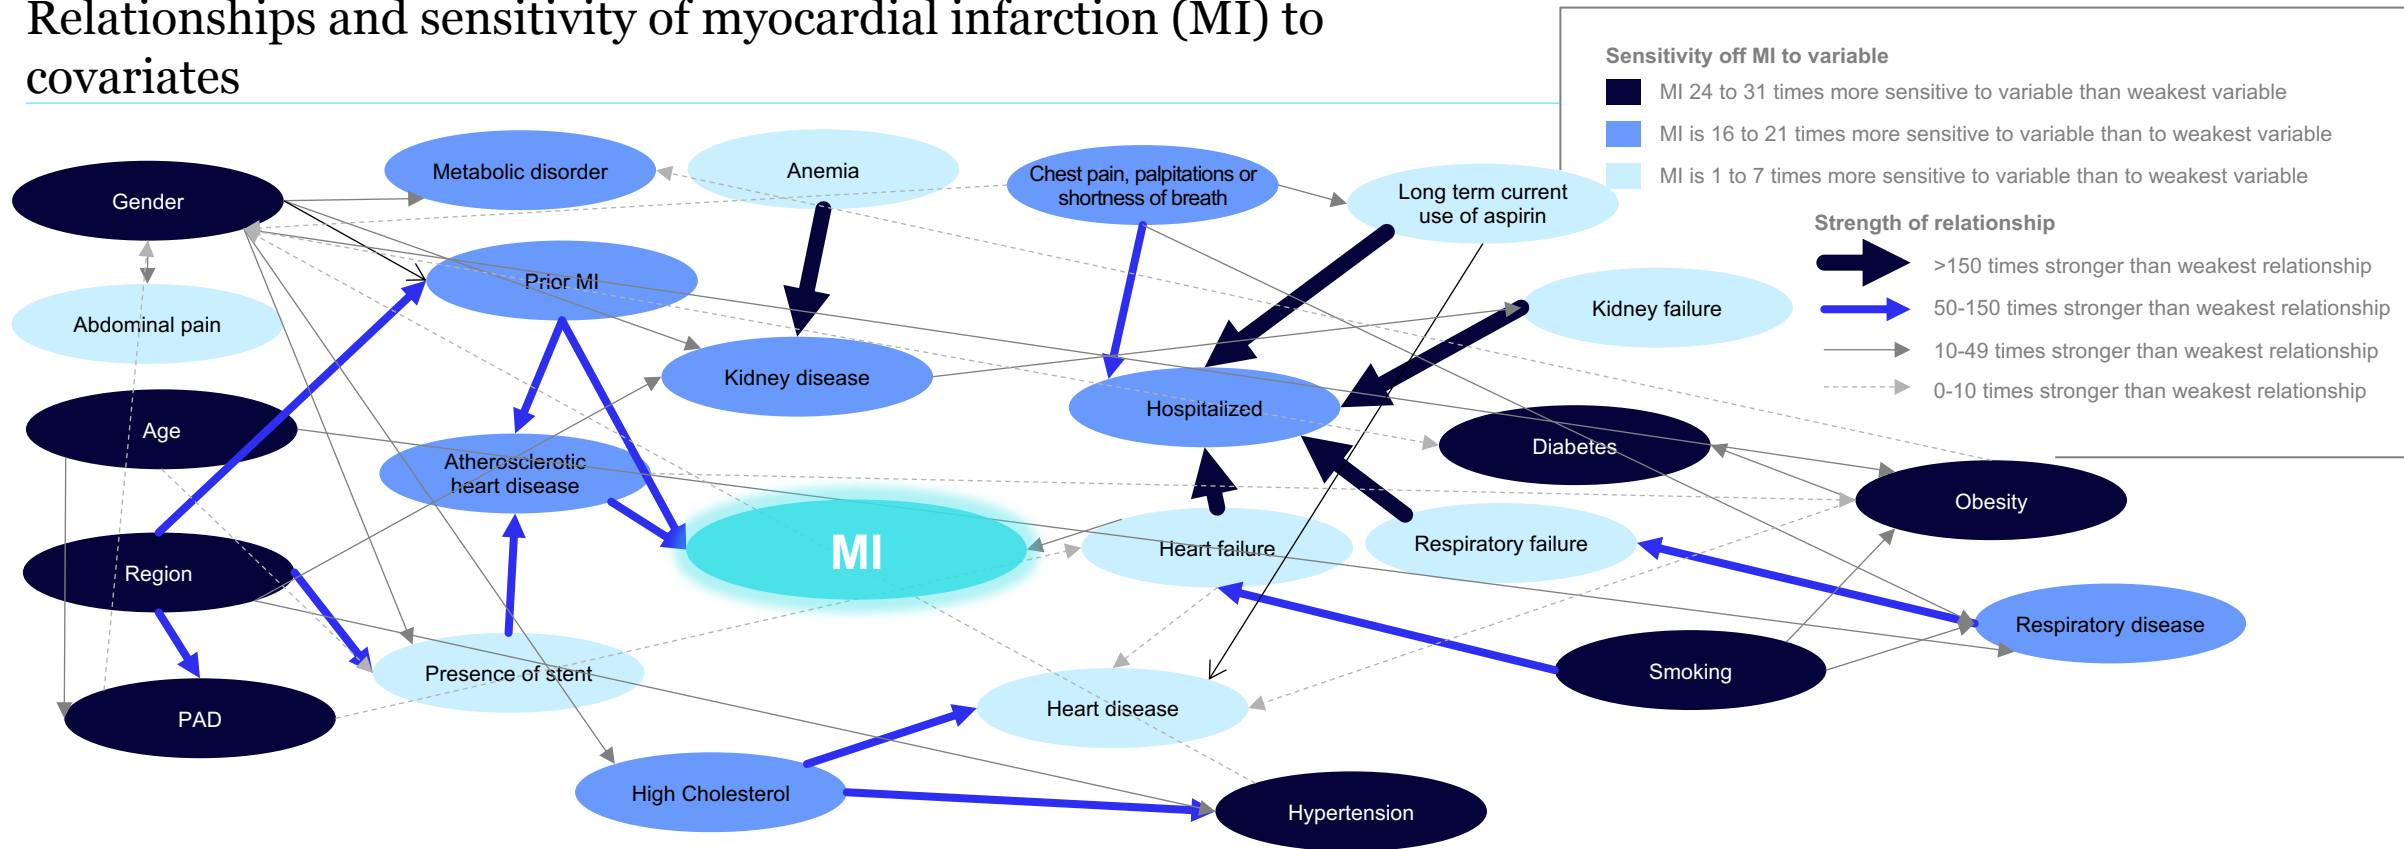 Relationships and sensitivity of myocardial infarction (MI) to
covariates
Sensitivity off MI to variable
MI 24 to 31 times more sensitive to variable than weakest variable
MI is 16 to 21 times more sensitive to variable than to weakest variable
MI is 1 to 7 times more sensitive to variable than to weakest variable
Strength of relationship
>150 times stronger than weakest relationship
50-150 times stronger than weakest relationship
10-49 times stronger than weakest relationship
0-10 times stronger than weakest relationship
Gender
Metabolic disorder
Anemia
Chest pain, palpitations or
shortness of breath
Long term current
use of aspirin
Prior MI
Abdominal pain
Kidney failure
Kidney disease
Hospitalized
Age
Diabetes
Atherosclerotic
heart disease
Obesity
MI
Heart failure
Respiratory failure
Region
Respiratory disease
Presence of stent
Smoking
PAD
Heart disease
High Cholesterol
Hypertension